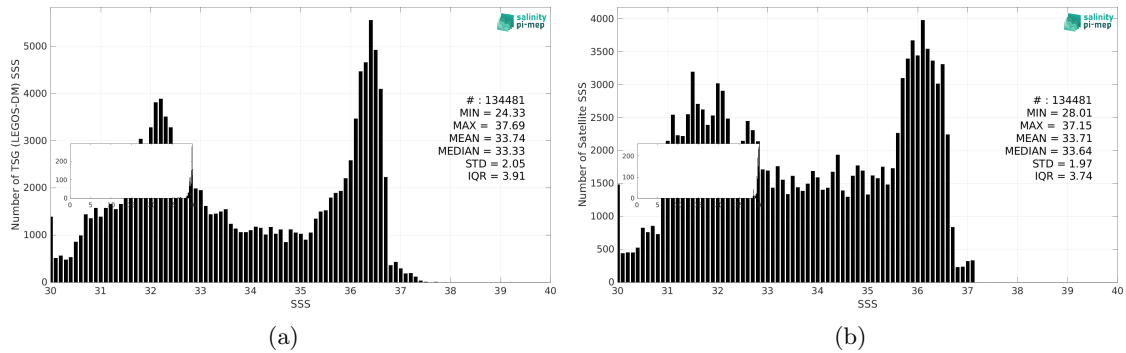 salinity
pi-mep
Number of TSG (LEGOS-DM) SSS
5000
4000
3000
2000
1000
0
# : 134481
MIN = 24.33
MAX = 37.69
MEAN = 33.74
MEDIAN = 33.33
STD = 2.05
IQR = 3.91
200
100
0
0 5 10
30 31 32 33 34 35 36 37 38 39 40
SSS
(a)
salinity
pi-mep
Number of Satellite SSS
4000
3500
3000
2500
2000
1500
1000
500
0
# : 134481
MIN = 28.01
MAX = 37.15
MEAN = 33.71
MEDIAN = 33.64
STD = 1.97
IQR = 3.74
200
100
0
0 5
30 31 32 33 34 35 36 37 38 39 40
SSS
(b)